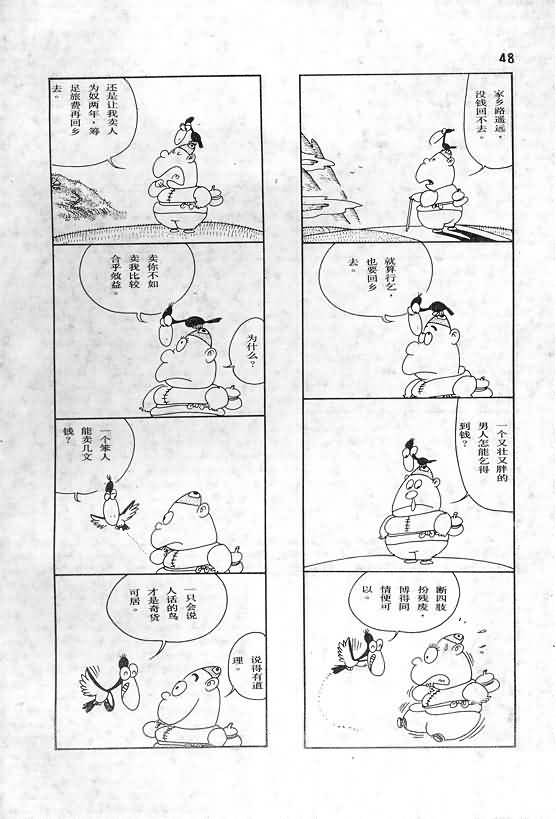 48
家乡路遥远，
没钱回不去。
就算行乞，
也要回乡
去。
一个又壮又胖的
男人怎能乞得
到钱？
断四肢
扮残废，
博得同
情便可
以。
还是让我卖人
为奴两年，筹
足旅费再回乡
去。
卖你不如
卖我比较
合乎效益。
为什么？
一个笨人
能卖几文
钱？
一只会说
人话的鸟
才是奇货
可居。
说得有道
理。